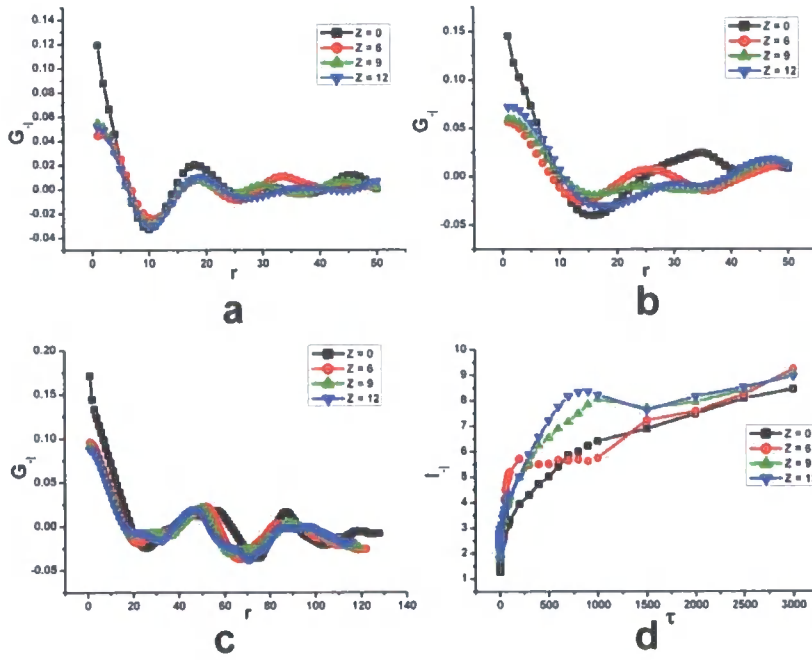 0.14
0.12
0.10
0.08
0.06
0.04
0.02
0.00
-0.02
-0.04
G-l
0 10 20 30 40 50
r
Z = 0
Z = 6
Z = 9
Z = 12
a
0.15
0.10
0.05
0.00
-0.05
G-l
0 10 20 30 40 50
r
Z = 0
Z = 6
Z = 9
Z = 12
b
0.20
0.15
0.10
0.05
0.00
-0.05
G-l
0 20 40 60 80 100 120 140
r
Z = 0
Z = 6
Z = 9
Z = 12
c
10
9
8
7
6
5
4
3
2
1
l-l
0 500 1000 1500 2000 2500 3000
τ
Z = 0
Z = 6
Z = 9
Z = 1
d